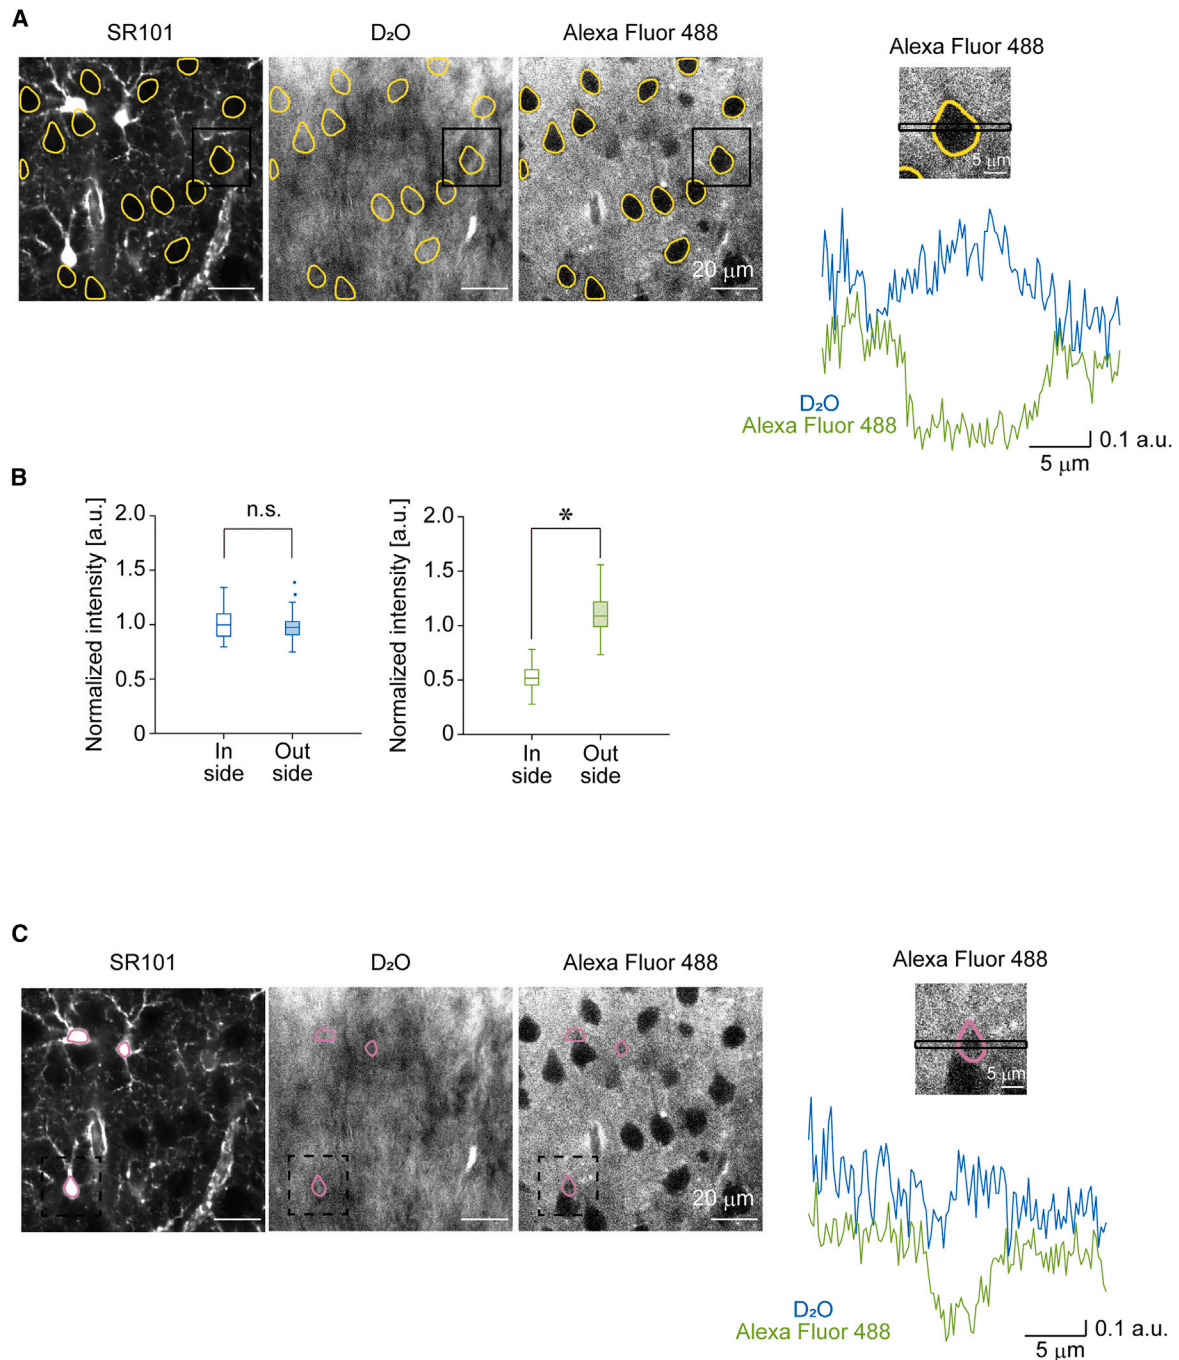 A
SR101
D₂O
Alexa Fluor 488
Alexa Fluor 488
5 μm
20 μm
D₂O
Alexa Fluor 488
0.1 a.u.
5 μm
B
Normalized intensity [a.u.]
2.0
1.5
1.0
0.5
0
n.s.
In side
Out side
Normalized intensity [a.u.]
2.0
1.5
1.0
0.5
0
*
In side
Out side
C
SR101
D₂O
Alexa Fluor 488
Alexa Fluor 488
5 μm
20 μm
D₂O
Alexa Fluor 488
0.1 a.u.
5 μm